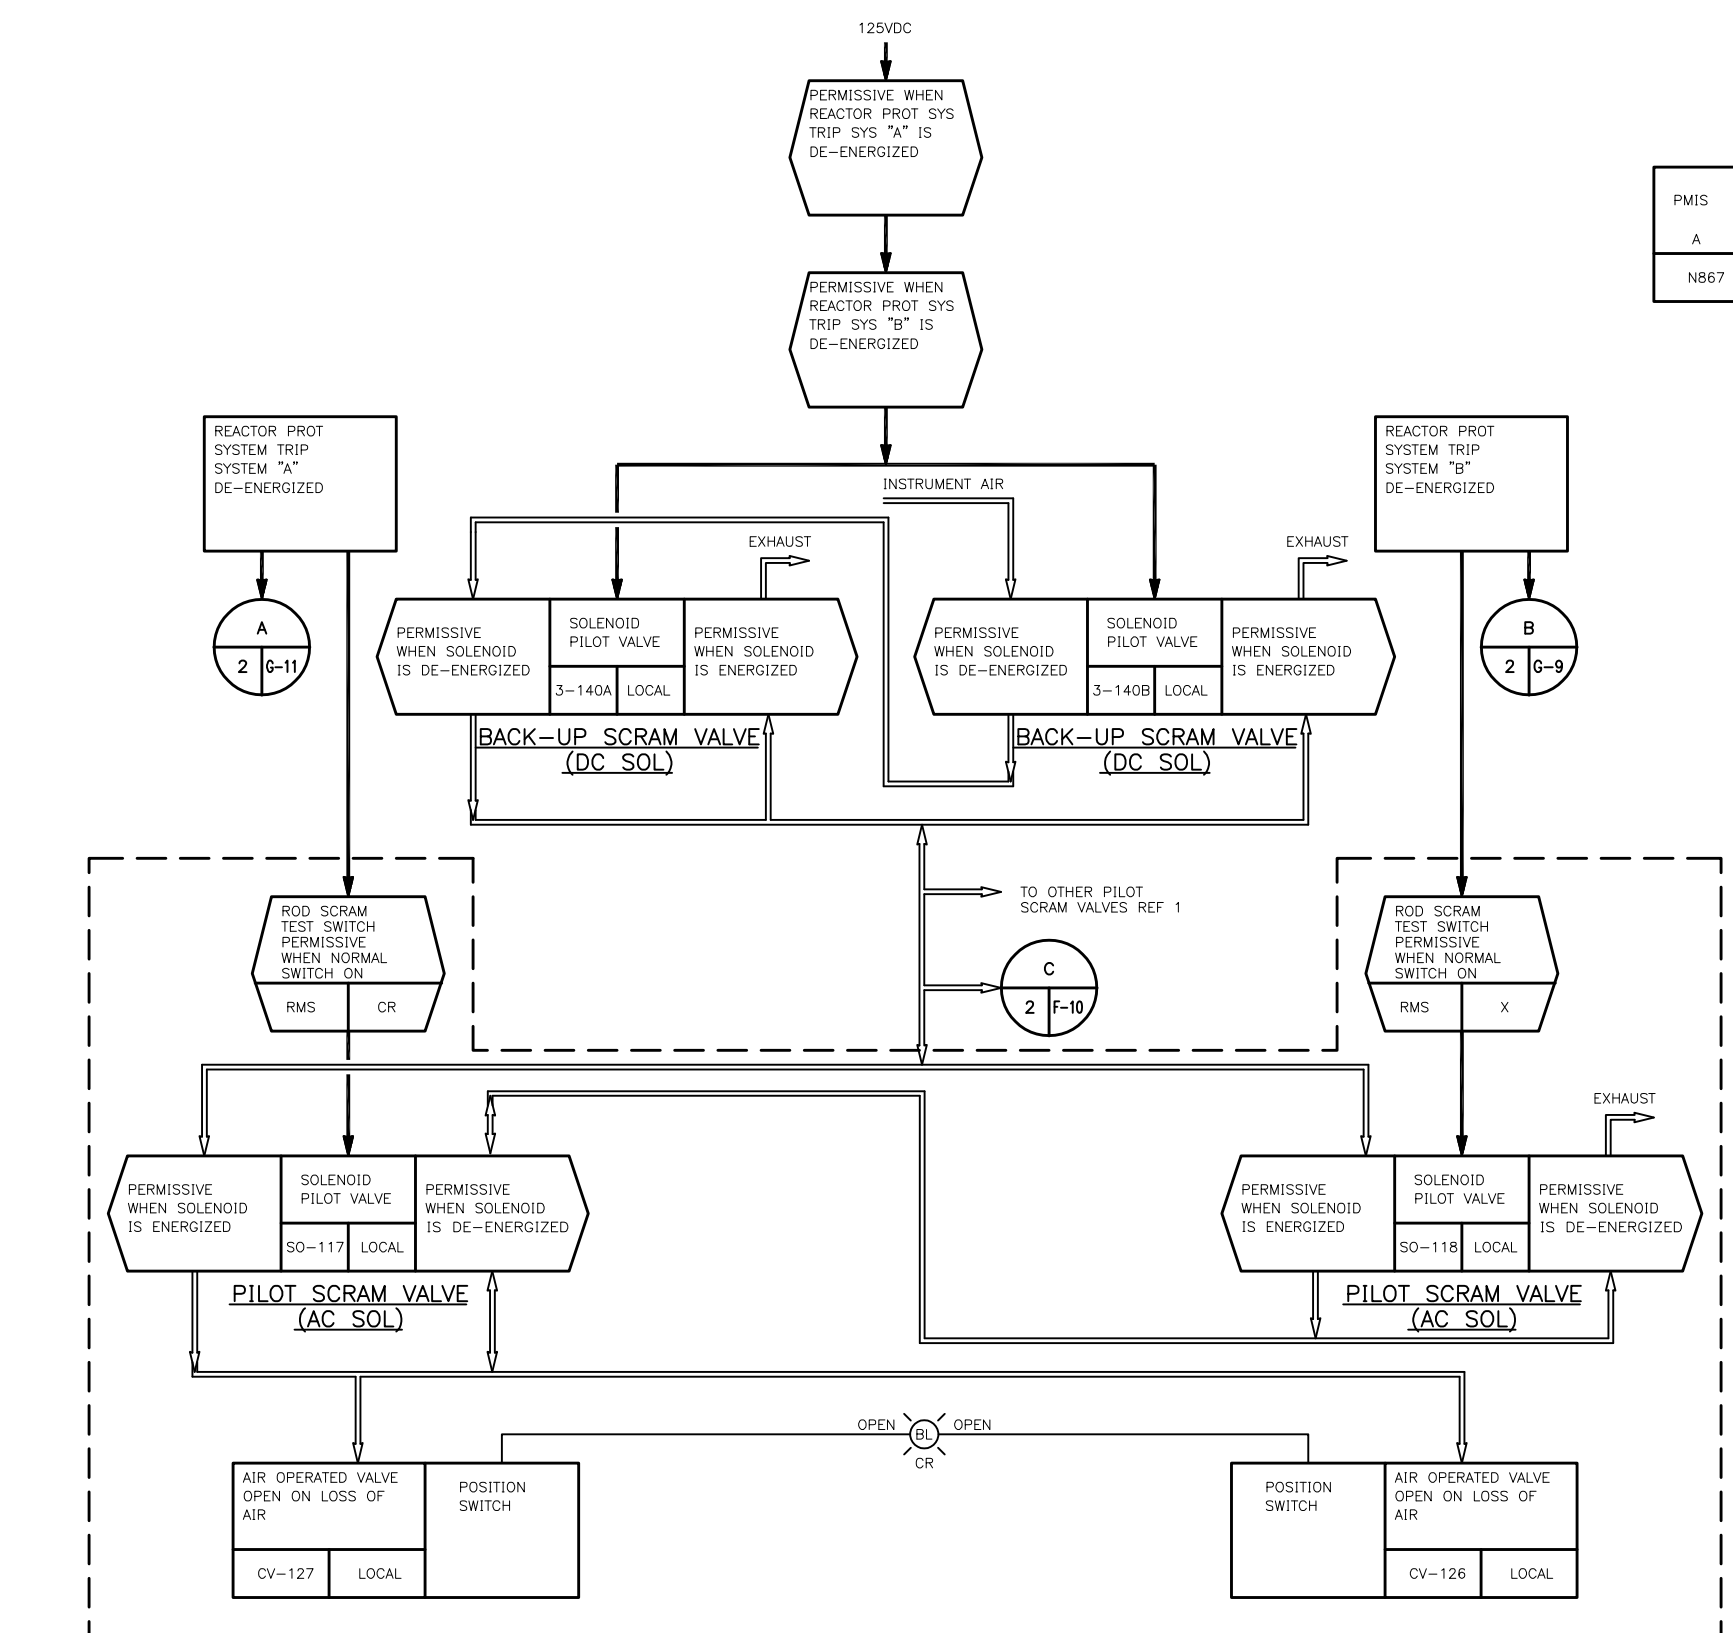 125VDC
PERMISSIVE WHEN
REACTOR PROT SYS
TRIP SYS "A" IS
DE-ENERGIZED
PMIS
A
N867
PERMISSIVE WHEN
REACTOR PROT SYS
TRIP SYS "B" IS
DE-ENERGIZED
REACTOR PROT
SYSTEM TRIP
SYSTEM "A"
DE-ENERGIZED
REACTOR PROT
SYSTEM TRIP
SYSTEM "B"
DE-ENERGIZED
INSTRUMENT AIR
EXHAUST
EXHAUST
A
2 G-11
PERMISSIVE
WHEN SOLENOID
IS DE-ENERGIZED
SOLENOID
PILOT VALVE
3-140A LOCAL
PERMISSIVE
WHEN SOLENOID
IS ENERGIZED
BACK-UP SCRAM VALVE
(DC SOL)
PERMISSIVE
WHEN SOLENOID
IS DE-ENERGIZED
SOLENOID
PILOT VALVE
3-140B LOCAL
PERMISSIVE
WHEN SOLENOID
IS ENERGIZED
BACK-UP SCRAM VALVE
(DC SOL)
B
2 G-9
TO OTHER PILOT
SCRAM VALVES REF 1
C
2 F-10
ROD SCRAM
TEST SWITCH
PERMISSIVE
WHEN NORMAL
SWITCH ON
RMS CR
ROD SCRAM
TEST SWITCH
PERMISSIVE
WHEN NORMAL
SWITCH ON
RMS X
EXHAUST
PERMISSIVE
WHEN SOLENOID
IS ENERGIZED
SOLENOID
PILOT VALVE
SO-117 LOCAL
PERMISSIVE
WHEN SOLENOID
IS DE-ENERGIZED
PILOT SCRAM VALVE
(AC SOL)
PERMISSIVE
WHEN SOLENOID
IS ENERGIZED
SOLENOID
PILOT VALVE
SO-118 LOCAL
PERMISSIVE
WHEN SOLENOID
IS DE-ENERGIZED
PILOT SCRAM VALVE
(AC SOL)
OPEN BL OPEN
CR
AIR OPERATED VALVE
OPEN ON LOSS OF
AIR
CV-127 LOCAL
POSITION
SWITCH
POSITION
SWITCH
AIR OPERATED VALVE
OPEN ON LOSS OF
AIR
CV-126 LOCAL